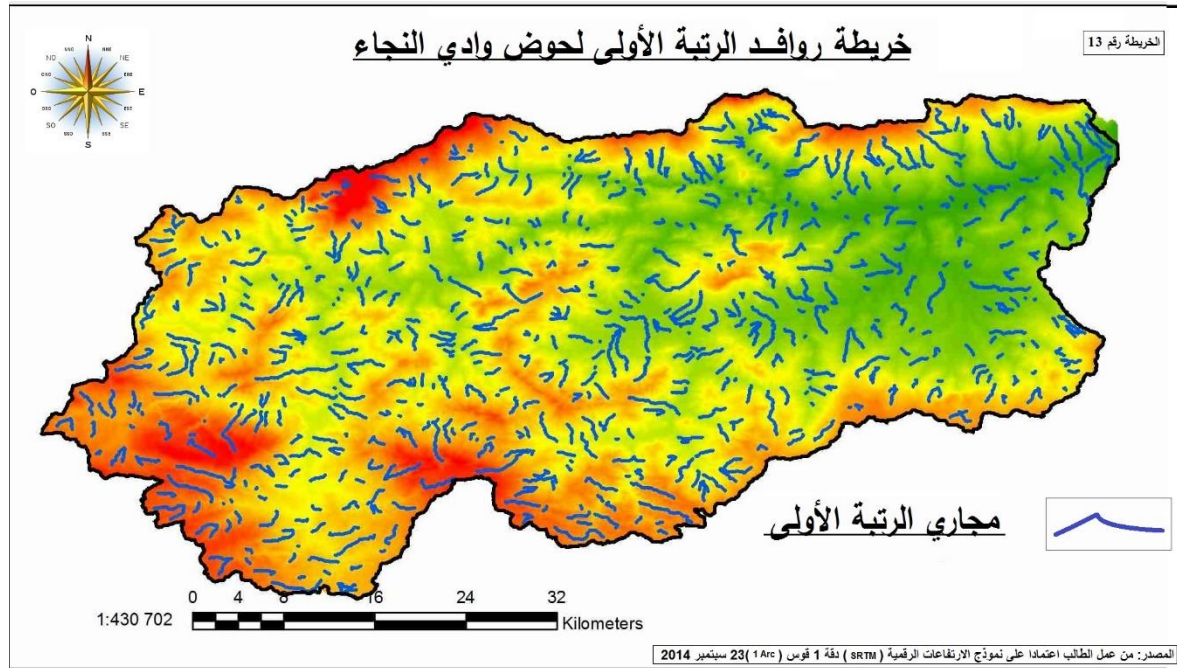 خريطة روافــد الرتبة الأولى لحوض وادي النجاء
الخريطة رقم 13
N
NO
NE
O
E
SO
SE
S
مجاري الرتبة الأولى
1:430 702
0 4 8 16 24 32
Kilometers
المصدر: من عمل الطالب اعتمادا على نموذج الارتفاعات الرقمية ( SRTM ) دقة 1 قوس ( 1 Arc )23 سبتمبر 2014